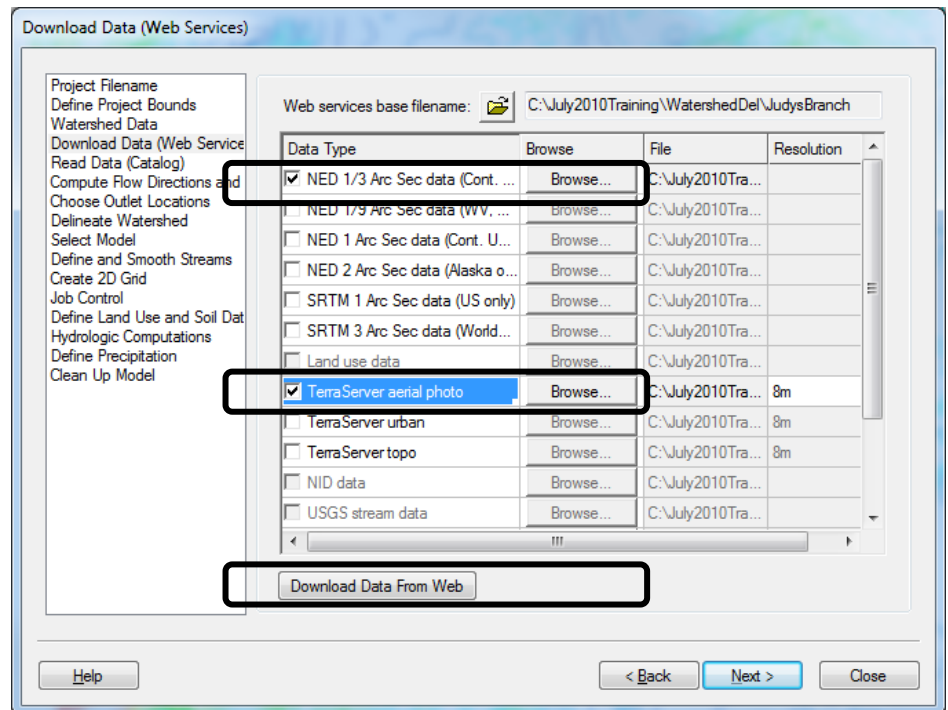 Download Data (Web Services)
Project Filename
Define Project Bounds
Watershed Data
Download Data (Web Service
Read Data (Catalog)
Compute Flow Directions and
Choose Outlet Locations
Delineate Watershed
Select Model
Define and Smooth Streams
Create 2D Grid
Job Control
Define Land Use and Soil Dat
Hydrologic Computations
Define Precipitation
Clean Up Model
Web services base filename: C:\July2010Training\WatershedDel\JudysBranch
Data Type Browse File Resolution
NED 1/3 Arc Sec data (Cont. ... Browse... C:\July2010Tra...
NED 1/9 Arc Sec data (WV, ... Browse... C:\July2010Tra...
NED 1 Arc Sec data (Cont. U... Browse... C:\July2010Tra...
NED 2 Arc Sec data (Alaska o... Browse... C:\July2010Tra...
SRTM 1 Arc Sec data (US only) Browse... C:\July2010Tra...
SRTM 3 Arc Sec data (World... Browse... C:\July2010Tra...
Land use data Browse... C:\July2010Tra...
TerraServer aerial photo Browse... C:\July2010Tra... 8m
TerraServer urban Browse... C:\July2010Tra... 8m
TerraServer topo Browse... C:\July2010Tra... 8m
NID data Browse... C:\July2010Tra...
USGS stream data Browse... C:\July2010Tra...
Download Data From Web
Help < Back Next > Close